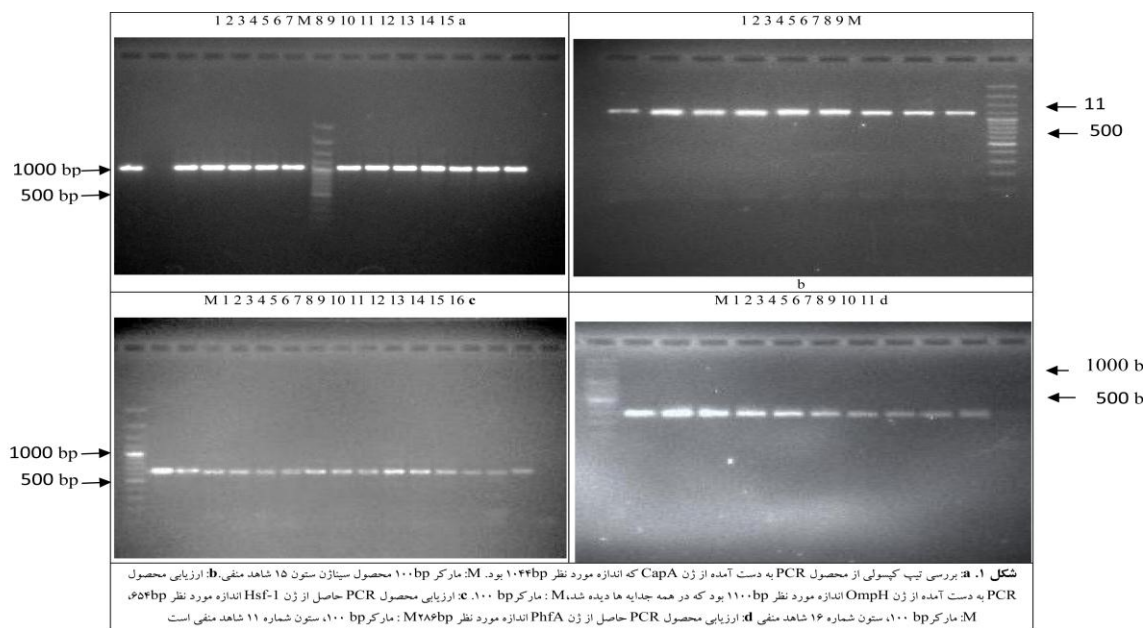 1 2 3 4 5 6 7 M 8 9 10 11 12 13 14 15 a
1000 bp
500 bp
1 2 3 4 5 6 7 8 9 M
11
500
b
M 1 2 3 4 5 6 7 8 9 10 11 12 13 14 15 16 c
1000 bp
500 bp
M 1 2 3 4 5 6 7 8 9 10 11 d
1000 b
500 b
شکل ۱. a: بررسی تیپ کپسولی از محصول PCR به دست آمده از ژن CapA که اندازه مورد نظر ۱۰۴۴bp بود. M: مارکر ۱۰۰bp محصول سیناژن ستون ۱۵ شاهد منفی. b: ارزیابی محصول
PCR به دست آمده از ژن OmpH اندازه مورد نظر ۱۱۰۰bp بود که در همه جدایه ها دیده شد، M : مارکر ۱۰۰ bp. c: ارزیابی محصول PCR حاصل از ژن Hsf-1 اندازه مورد نظر ۶۵۴bp،
M: مارکر ۱۰۰ bp، ستون شماره ۱۶ شاهد منفی d: ارزیابی محصول PCR حاصل از ژن PhfA اندازه مورد نظر ۲۸۶bp M : مارکر ۱۰۰ bp، ستون شماره ۱۱ شاهد منفی است